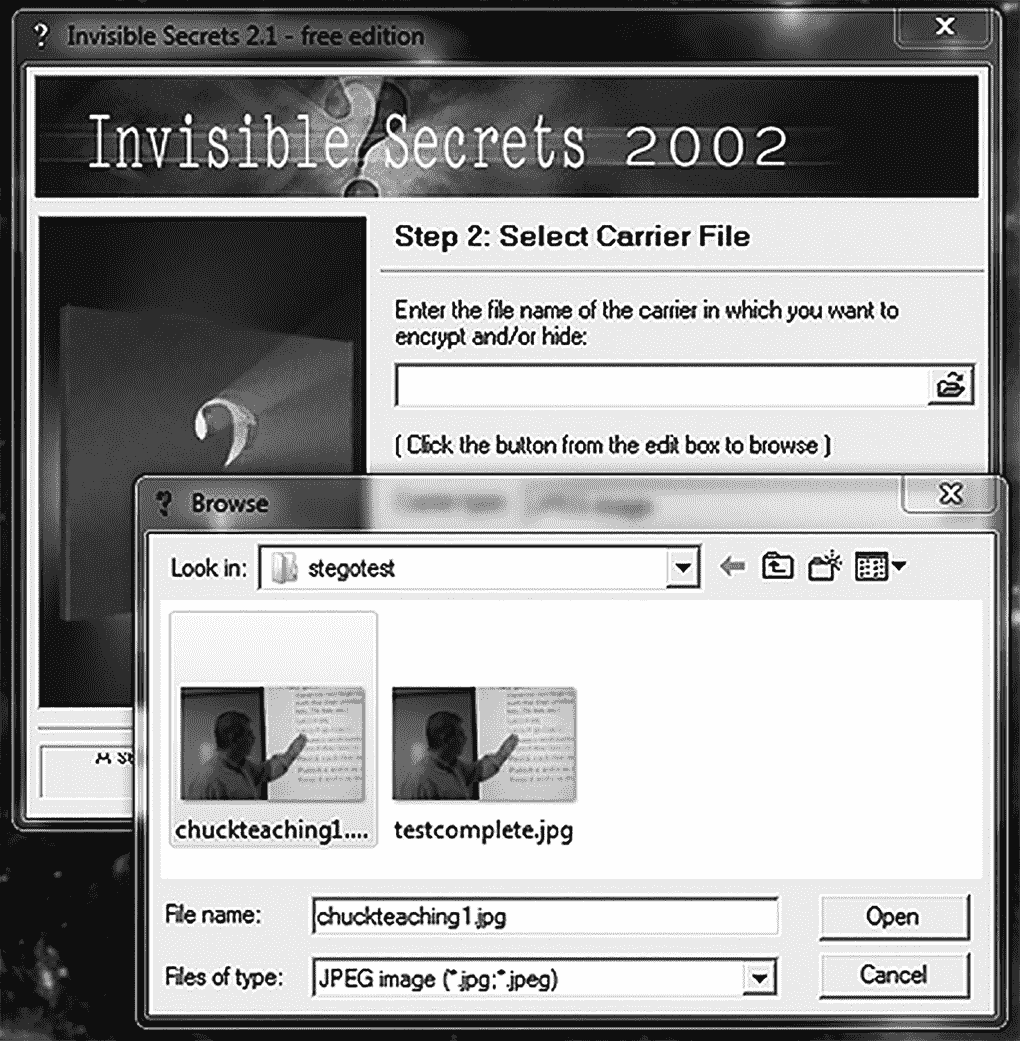 Invisible Secrets 2.1 - free edition
Invisible Secrets 2002
Step 2: Select Carrier File
Enter the file name of the carrier in which you want to
encrypt and/or hide:
( Click the button from the edit box to browse )
Browse
Look in: stegotest
chuckteaching1....
testcomplete.jpg
File name: chuckteaching1.jpg
Open
Files of type: JPEG image (*.jpg;*.jpeg)
Cancel